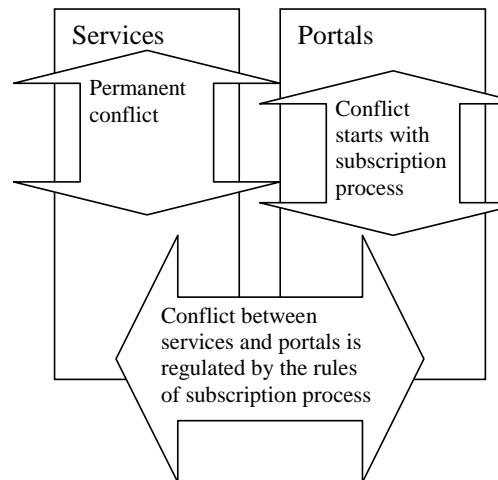 Services
Permanent
conflict
Portals
Conflict
starts with
subscription
process
Conflict between
services and portals is
regulated by the rules
of subscription process